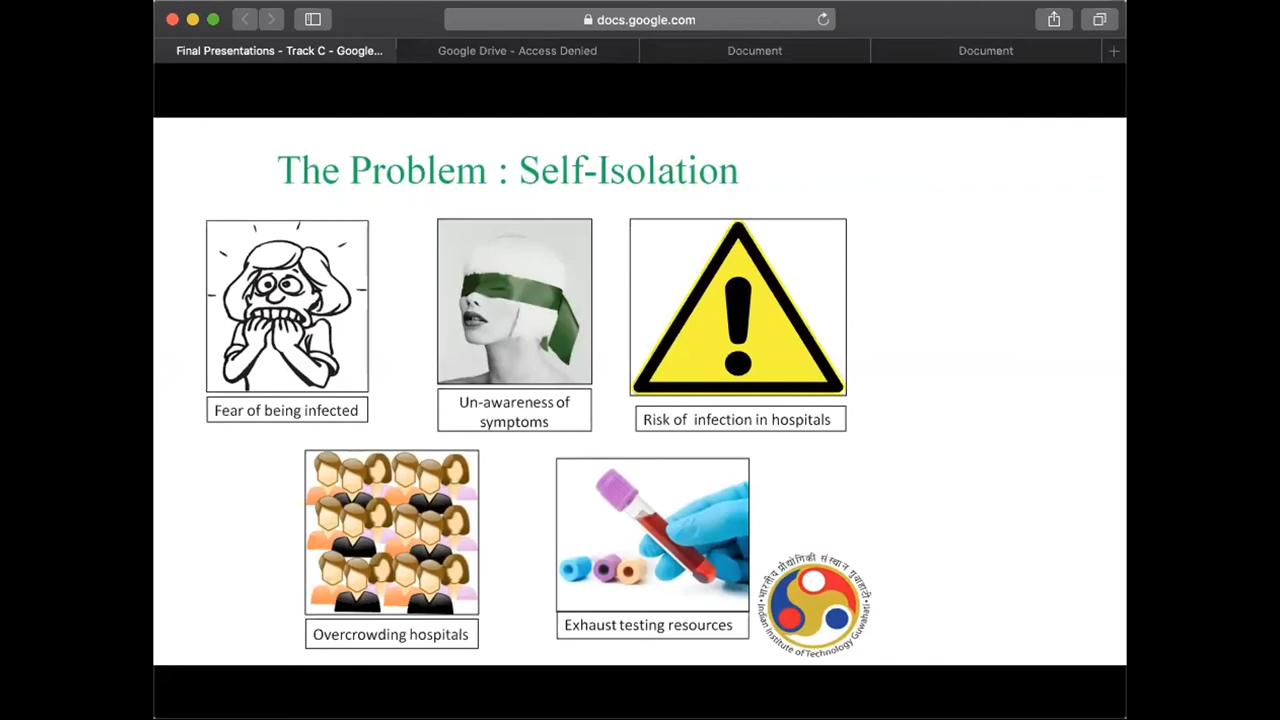 docs.google.com
Final Presentations - Track C - Google...
Google Drive - Access Denied
Document
Document
The Problem : Self-Isolation
Fear of being infected
Un-awareness of
symptoms
Risk of infection in hospitals
Overcrowding hospitals
Exhaust testing resources
भारतीय प्रौद्योगिकी संस्थान गुवाहाटी
Indian Institute of Technology Guwahati